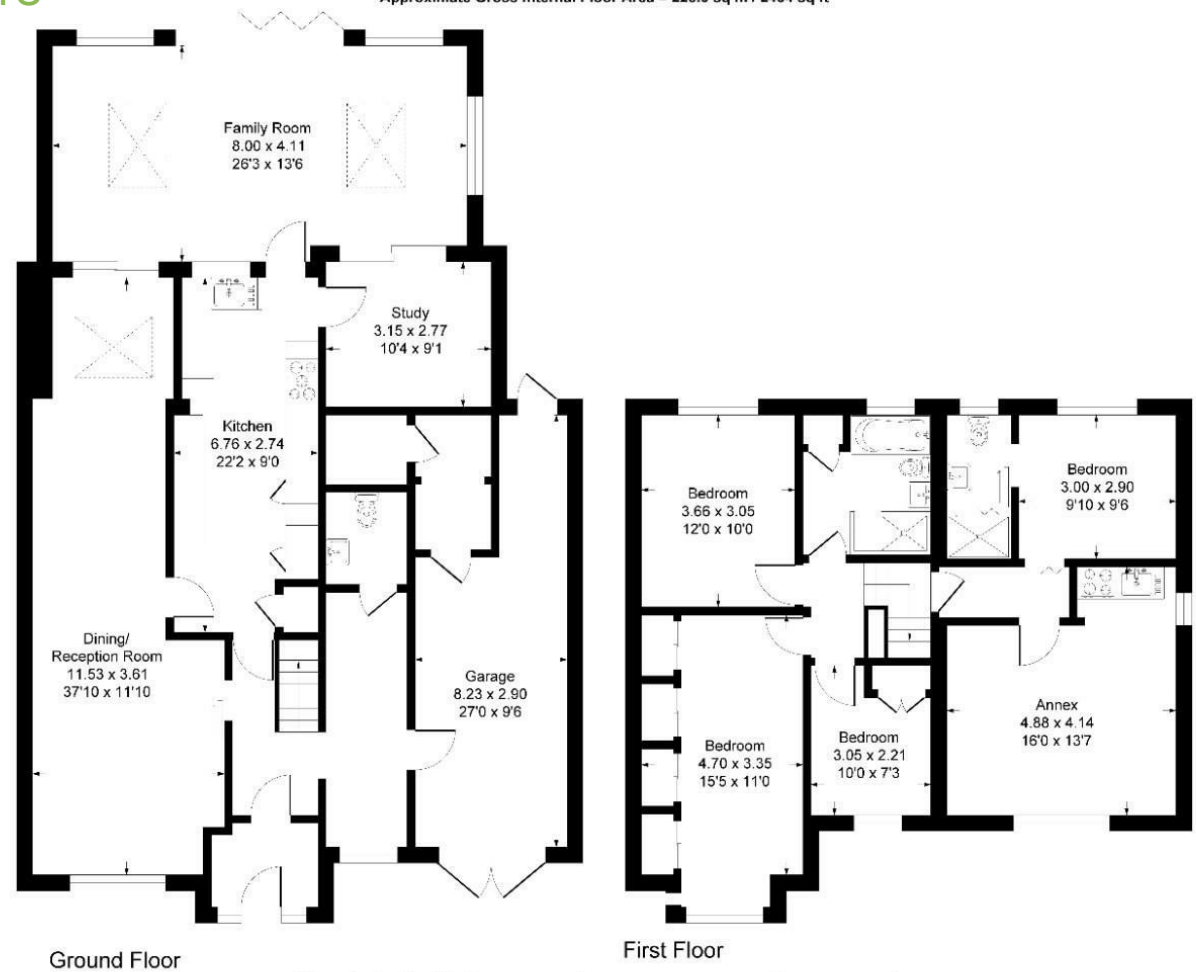 Family Room
8.00 x 4.11
26'3 x 13'6
Study
3.15 x 2.77
10'4 x 9'1
Kitchen
6.76 x 2.74
22'2 x 9'0
Dining/
Reception Room
11.53 x 3.61
37'10 x 11'10
Garage
8.23 x 2.90
27'0 x 9'6
Ground Floor
Bedroom
3.66 x 3.05
12'0 x 10'0
Bedroom
3.00 x 2.90
9'10 x 9'6
Bedroom
4.70 x 3.35
15'5 x 11'0
Bedroom
3.05 x 2.21
10'0 x 7'3
Annex
4.88 x 4.14
16'0 x 13'7
First Floor